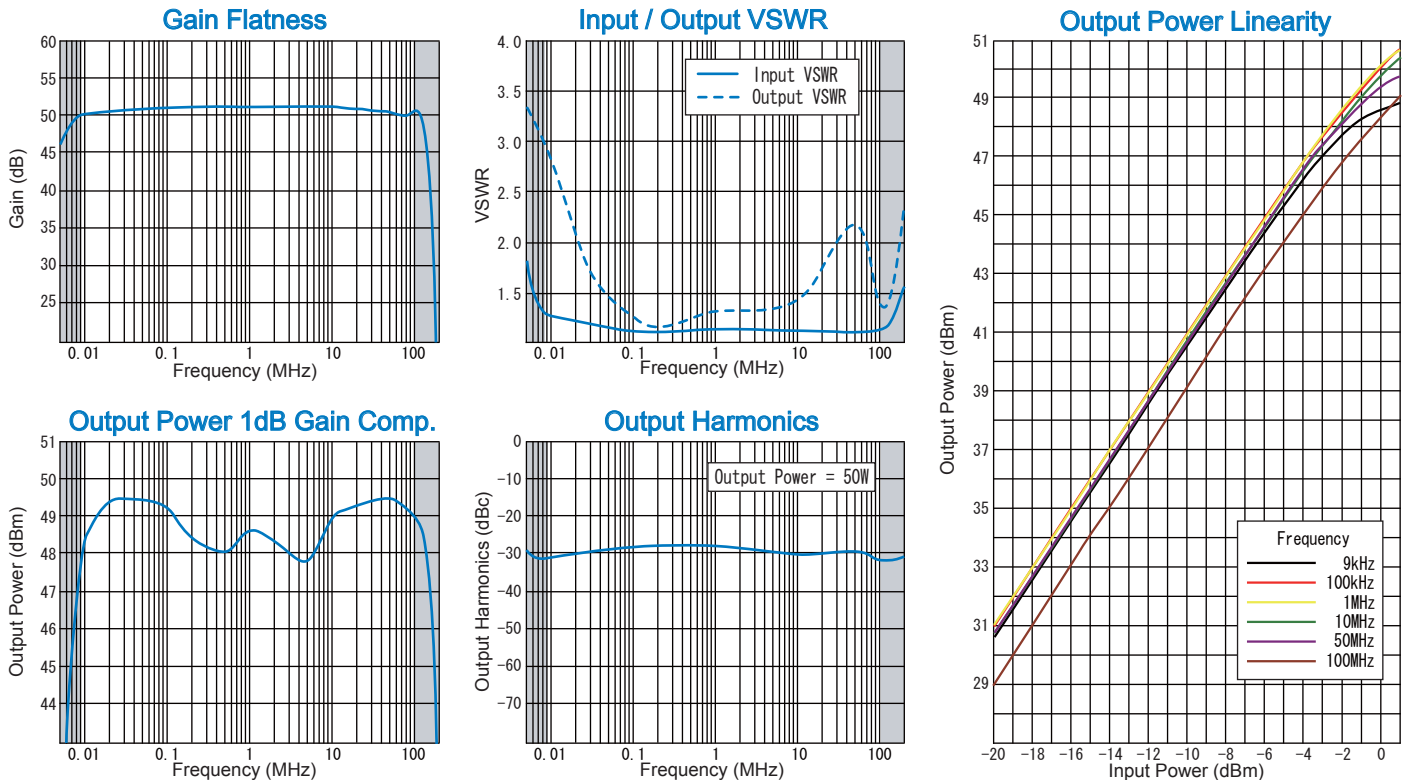 Gain Flatness
60
55
50
45
40
35
30
25
Gain (dB)
0.01 0.1 1 10 100
Frequency (MHz)
Input / Output VSWR
4.0
3.5
3.0
2.5
2.0
1.5
VSWR
Input VSWR
Output VSWR
0.01 0.1 1 10 100
Frequency (MHz)
Output Power 1dB Gain Comp.
51
50
49
48
47
46
45
44
Output Power (dBm)
0.01 0.1 1 10 100
Frequency (MHz)
Output Harmonics
0
-10
-20
-30
-40
-50
-60
-70
Output Harmonics (dBc)
Output Power = 50W
0.01 0.1 1 10 100
Frequency (MHz)
Output Power Linearity
51
49
47
45
43
41
39
37
35
33
31
29
Output Power (dBm)
Frequency
9kHz
100kHz
1MHz
10MHz
50MHz
100MHz
-20 -18 -16 -14 -12 -10 -8 -6 -4 -2 0
Input Power (dBm)